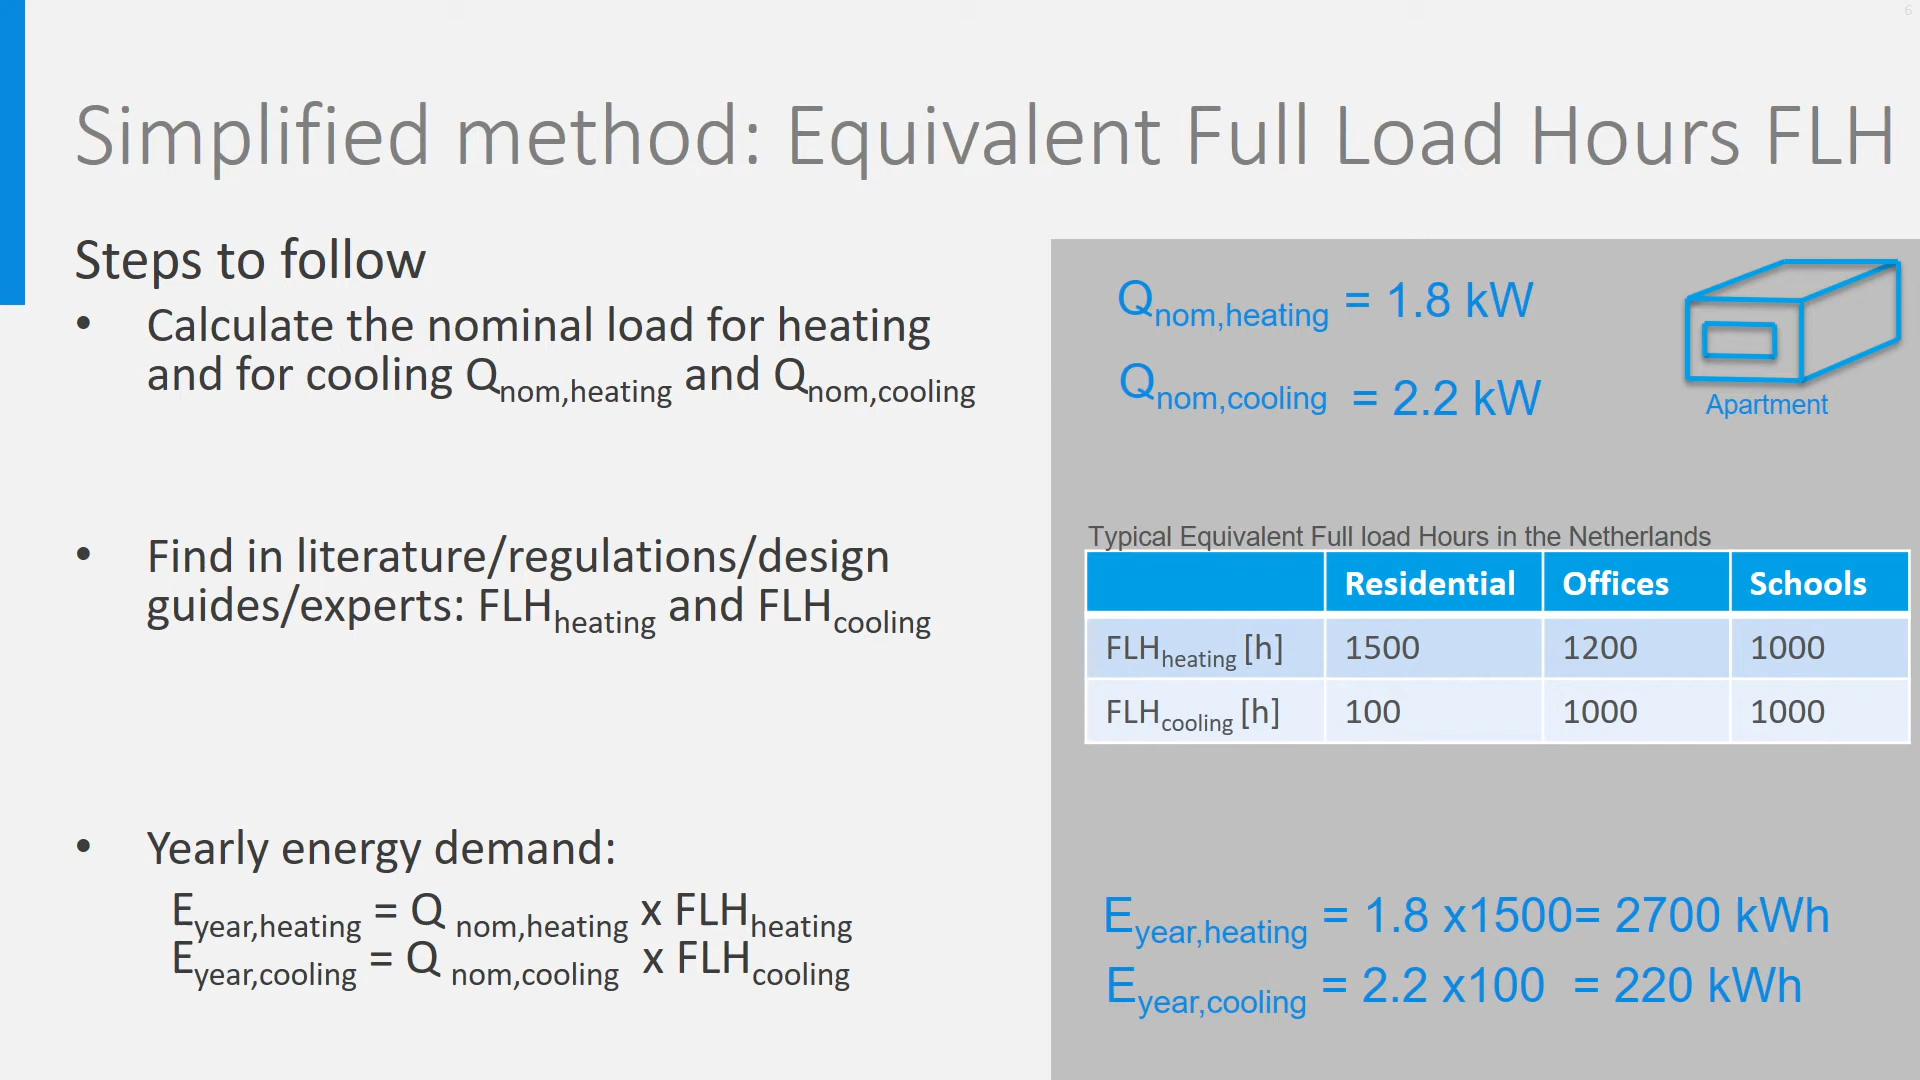 6
Simplified method: Equivalent Full Load Hours FLH
Steps to follow
• Calculate the nominal load for heating
and for cooling Qnom,heating and Qnom,cooling
• Find in literature/regulations/design
guides/experts: FLHheating and FLHcooling
• Yearly energy demand:
Eyear,heating = Q nom,heating x FLHheating
Eyear,cooling = Q nom,cooling x FLHcooling
Qnom,heating = 1.8 kW
Qnom,cooling = 2.2 kW
Apartment
Typical Equivalent Full load Hours in the Netherlands
Residential Offices Schools
FLHheating [h] 1500 1200 1000
FLHcooling [h] 100 1000 1000
Eyear,heating = 1.8 x1500= 2700 kWh
Eyear,cooling = 2.2 x100 = 220 kWh